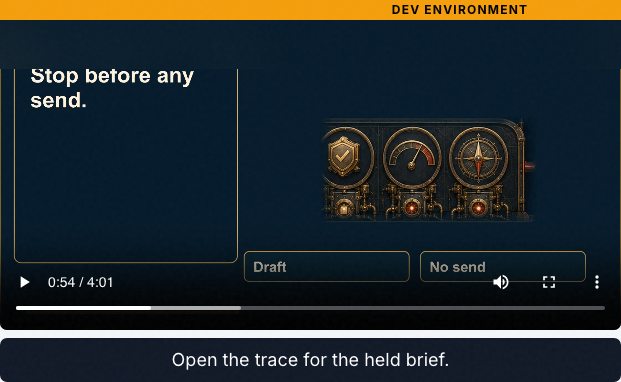 DEV ENVIRONMENT
Stop before any
send.
Draft
No send
0:54 / 4:01
Open the trace for the held brief.